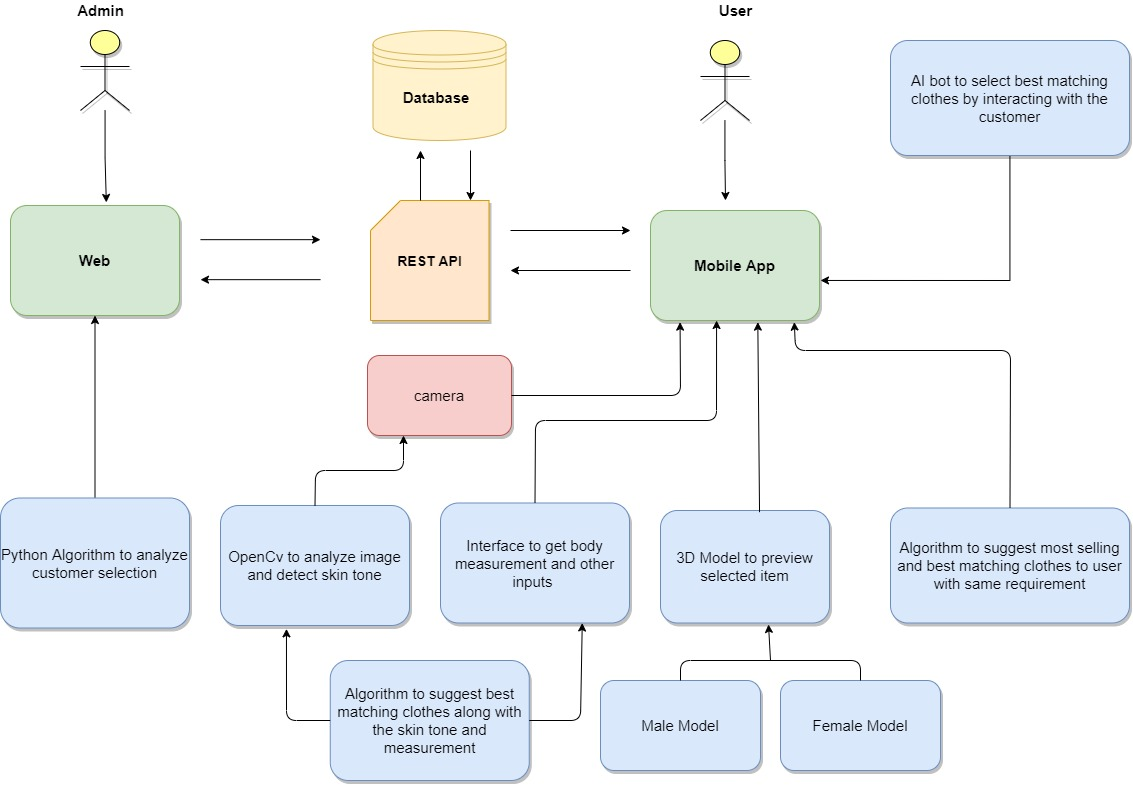 Admin
User
Database
AI bot to select best matching
clothes by interacting with the
customer
Web
REST API
Mobile App
camera
Python Algorithm to analyze
customer selection
OpenCv to analyze image
and detect skin tone
Interface to get body
measurement and other
inputs
3D Model to preview
selected item
Algorithm to suggest most selling
and best matching clothes to user
with same requirement
Algorithm to suggest best
matching clothes along with
the skin tone and
measurement
Male Model
Female Model